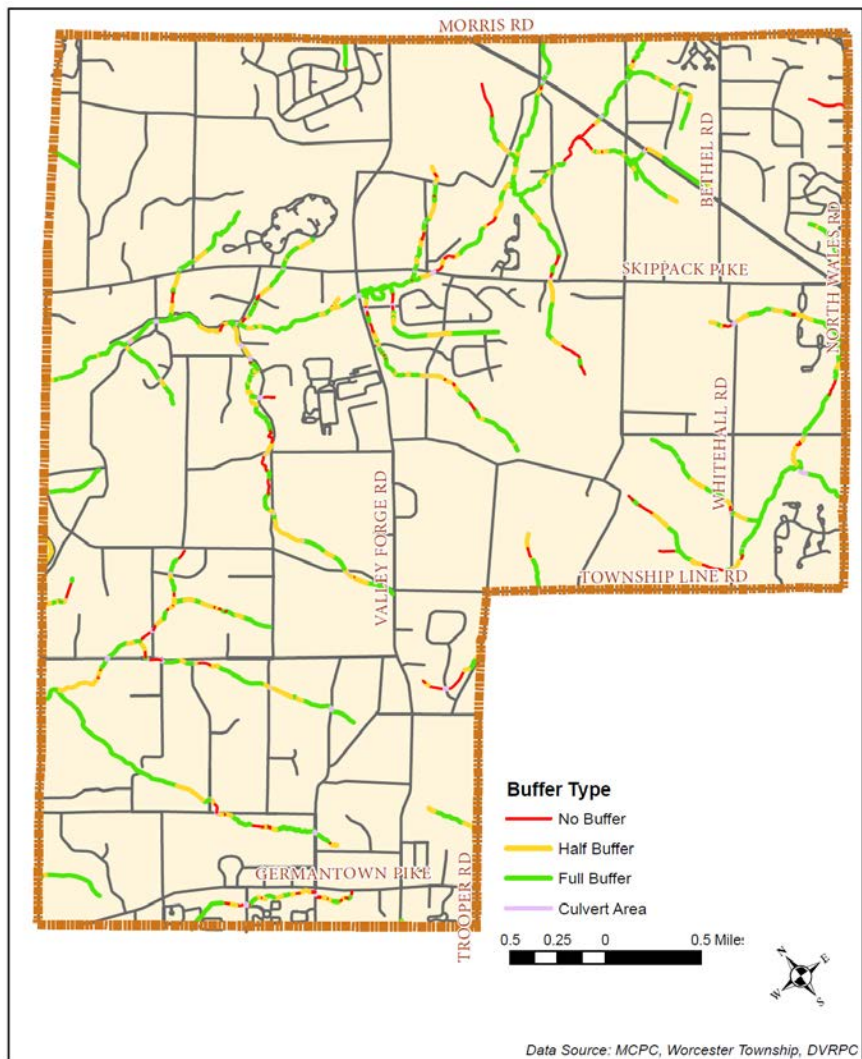 MORRIS RD
BETHEL RD
NORTH WALES RD
SKIPPACK PIKE
WHITEHALL RD
VALLEY FORGE RD
TOWNSHIP LINE RD
Buffer Type
No Buffer
Half Buffer
Full Buffer
Culvert Area
GERMANTOWN PIKE
TROOPER RD
0.5 0.25 0 0.5 Miles
N
E
W
S
Data Source: MCPC, Worcester Township, DVRPC